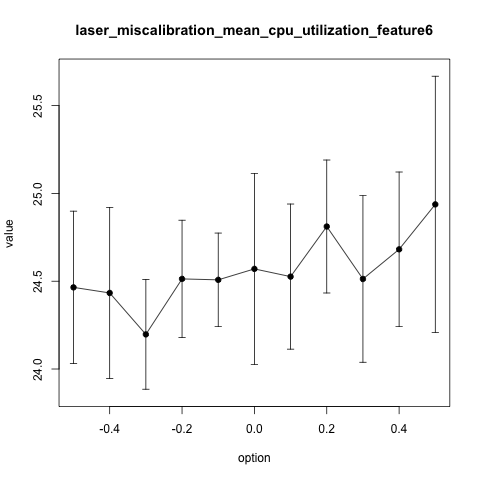 laser_miscalibration_mean_cpu_utilization_feature6
value
25.5
25.0
24.5
24.0
-0.4 -0.2 0.0 0.2 0.4
option